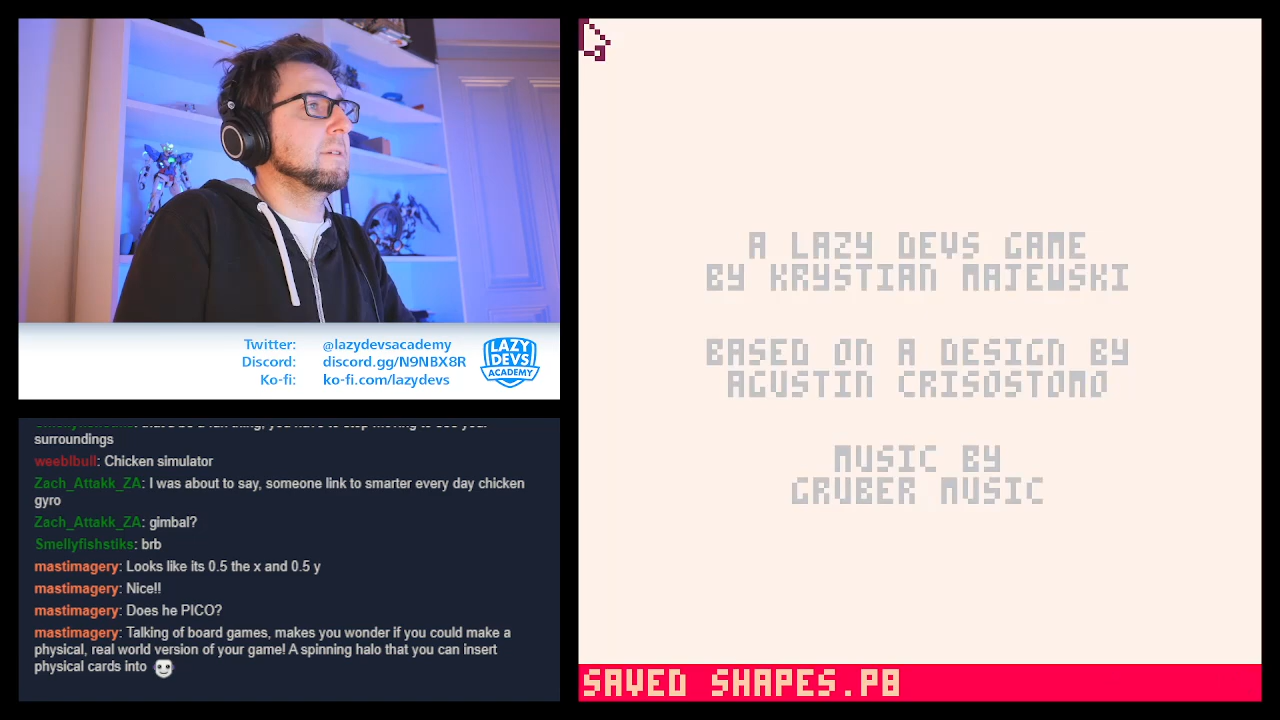 Twitter: @lazydevsacademy
Discord: discord.gg/N9NBX8R
Ko-fi: ko-fi.com/lazydevs
LAZY
DEVS
ACADEMY
surroundings
weeblbull: Chicken simulator
Zach_Attakk_ZA: I was about to say, someone link to smarter every day chicken
gyro
Zach_Attakk_ZA: gimbal?
Smellyfishstiks: brb
mastimagery: Looks like its 0.5 the x and 0.5 y
mastimagery: Nice!!
mastimagery: Does he PICO?
mastimagery: Talking of board games, makes you wonder if you could make a
physical, real world version of your game! A spinning halo that you can insert
physical cards into
A LAZY DEVS GAME
BY KRYSTIAN MAJEWSKI
BASED ON A DESIGN BY
AGUSTIN CRISOSTOMO
MUSIC BY
GRUBER MUSIC
SAVED SHAPES.P8